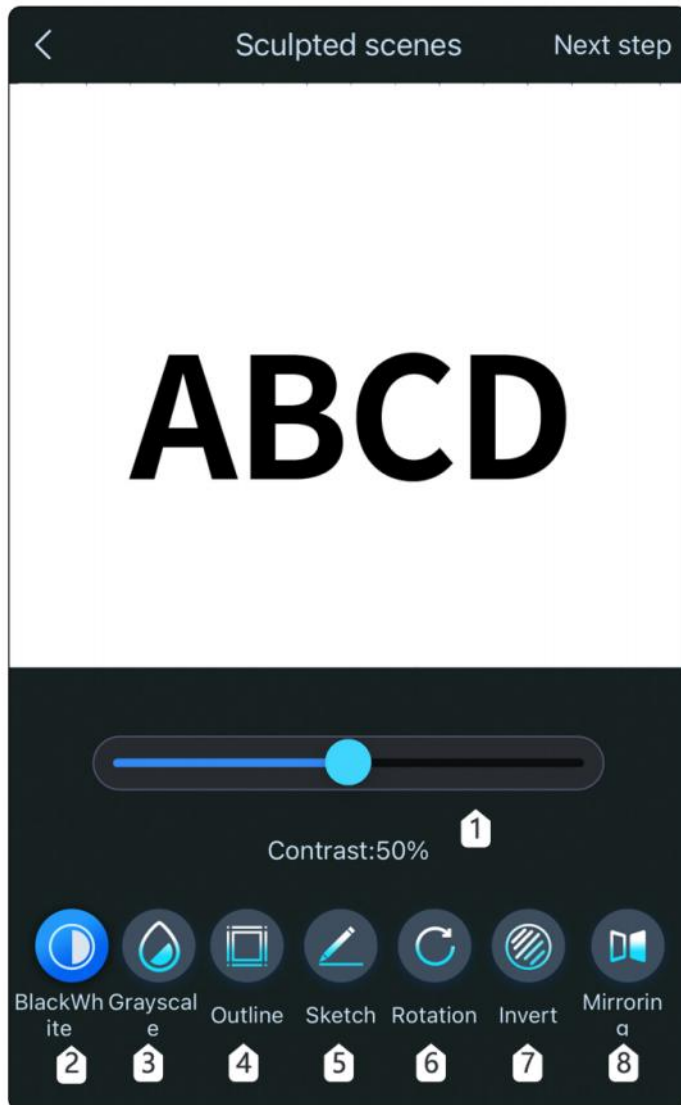 Sculpted scenes Next step
ABCD
1
Contrast:50%
BlackWh Grayscal Outline Sketch Rotation Invert Mirrorin
ite e g
2 3 4 5 6 7 8